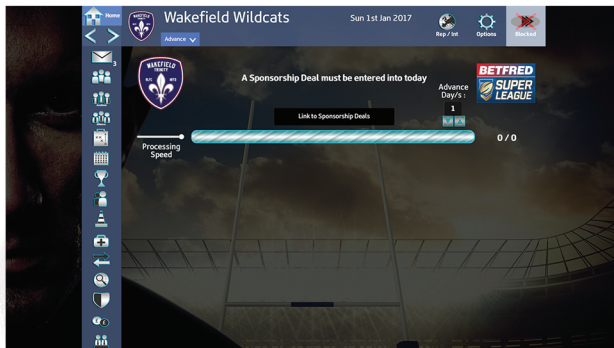 Home
Wakefield Wildcats
Sun 1st Jan 2017
Rep / Int
Options
Blocked
Advance
3
WAKEFIELD
TRINITY
A Sponsorship Deal must be entered into today
BETFRED
SUPER
LEAGUE
Advance
Day/s :
1
Link to Sponsorship Deals
Processing
Speed
0 / 0